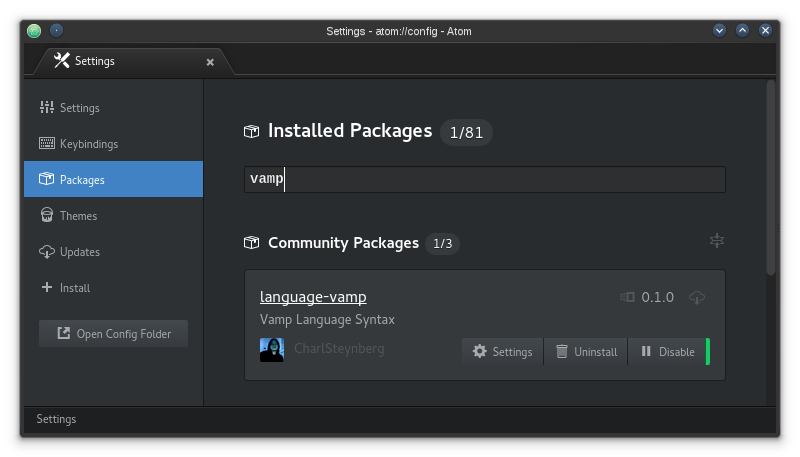 Settings - atom://config - Atom
Settings
Settings
Keybindings
Packages
Themes
Updates
Install
Open Config Folder
Installed Packages 1/81
vamp
Community Packages 1/3
language-vamp 0.1.0
Vamp Language Syntax
CharlSteynberg Settings Uninstall Disable
Settings